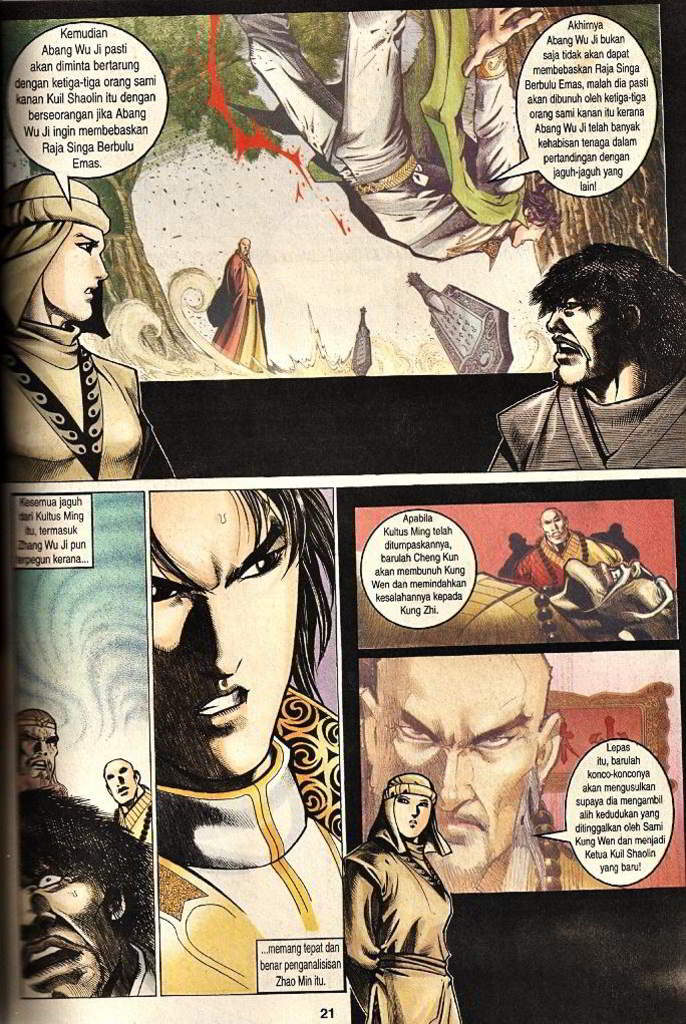 Kemudian
Abang Wu Ji pasti
akan diminta bertarung
dengan ketiga-tiga orang sami
kanan Kuil Shaolin itu dengan
berseorangan jika Abang
Wu Ji ingin membebaskan
Raja Singa Berbulu
Emas.
Akhirnya
Abang Wu Ji bukan
saja tidak akan dapat
membebaskan Raja Singa
Berbulu Emas, malah dia pasti
akan dibunuh oleh ketiga-tiga
orang sami kanan itu kerana
Abang Wu Ji telah banyak
kehabisan tenaga dalam
pertandingan dengan
jaguh-jaguh yang
lain!
Kesemua jaguh
dari Kultus Ming
itu, termasuk
Zhang Wu Ji pun
terpegun kerana...
...memang tepat dan
benar penganalisisan
Zhao Min itu.
Apabila
Kultus Ming telah
ditumpaskannya,
barulah Cheng Kun
akan membunuh Kung
Wen dan memindahkan
kesalahannya kepada
Kung Zhi.
Lepas
itu, barulah
konco-konconya
akan mengusulkan
supaya dia mengambil
alih kedudukan yang
ditinggalkan oleh Sami
Kung Wen dan menjadi
Ketua Kuil Shaolin
yang baru!
21